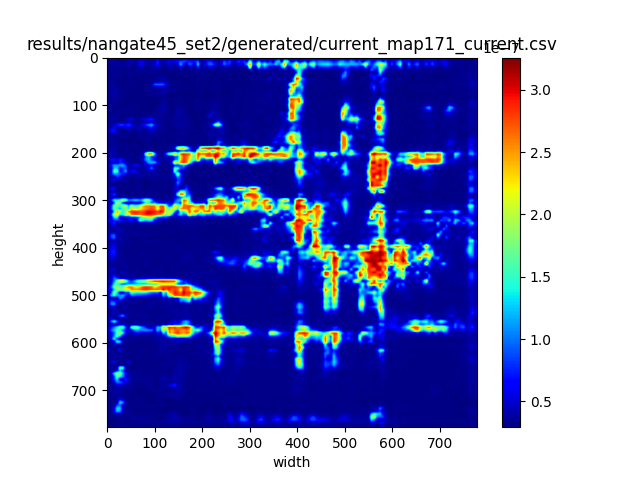 results/nangate45_set2/generated/current_map171_current.csv
1e−7
0
100
200
300
400
500
600
700
height
0 100 200 300 400 500 600 700
width
3.0
2.5
2.0
1.5
1.0
0.5